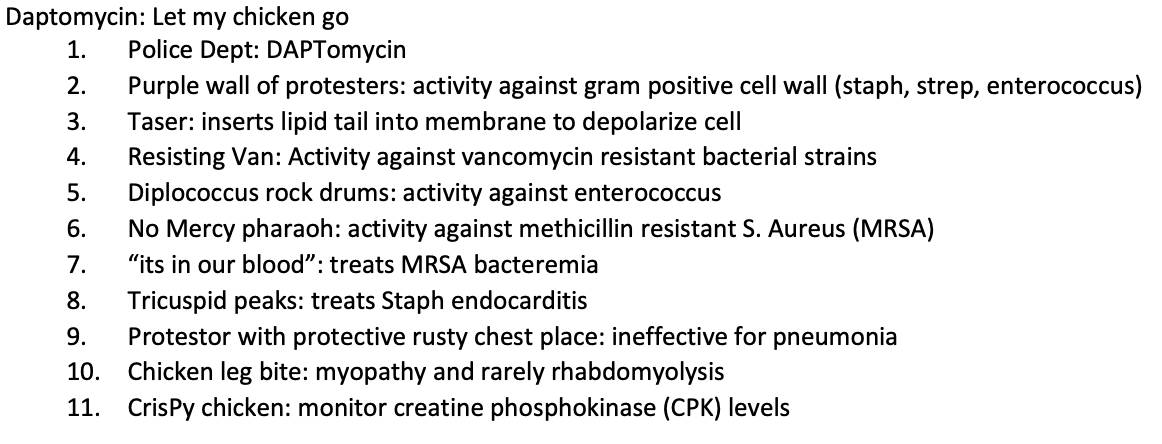 Daptomycin: Let my chicken go
1. Police Dept: DAPTomycin
2. Purple wall of protesters: activity against gram positive cell wall (staph, strep, enterococcus)
3. Taser: inserts lipid tail into membrane to depolarize cell
4. Resisting Van: Activity against vancomycin resistant bacterial strains
5. Diplococcus rock drums: activity against enterococcus
6. No Mercy pharaoh: activity against methicillin resistant S. Aureus (MRSA)
7. “its in our blood”: treats MRSA bacteremia
8. Tricuspid peaks: treats Staph endocarditis
9. Protestor with protective rusty chest place: ineffective for pneumonia
10. Chicken leg bite: myopathy and rarely rhabdomyolysis
11. CrisPy chicken: monitor creatine phosphokinase (CPK) levels